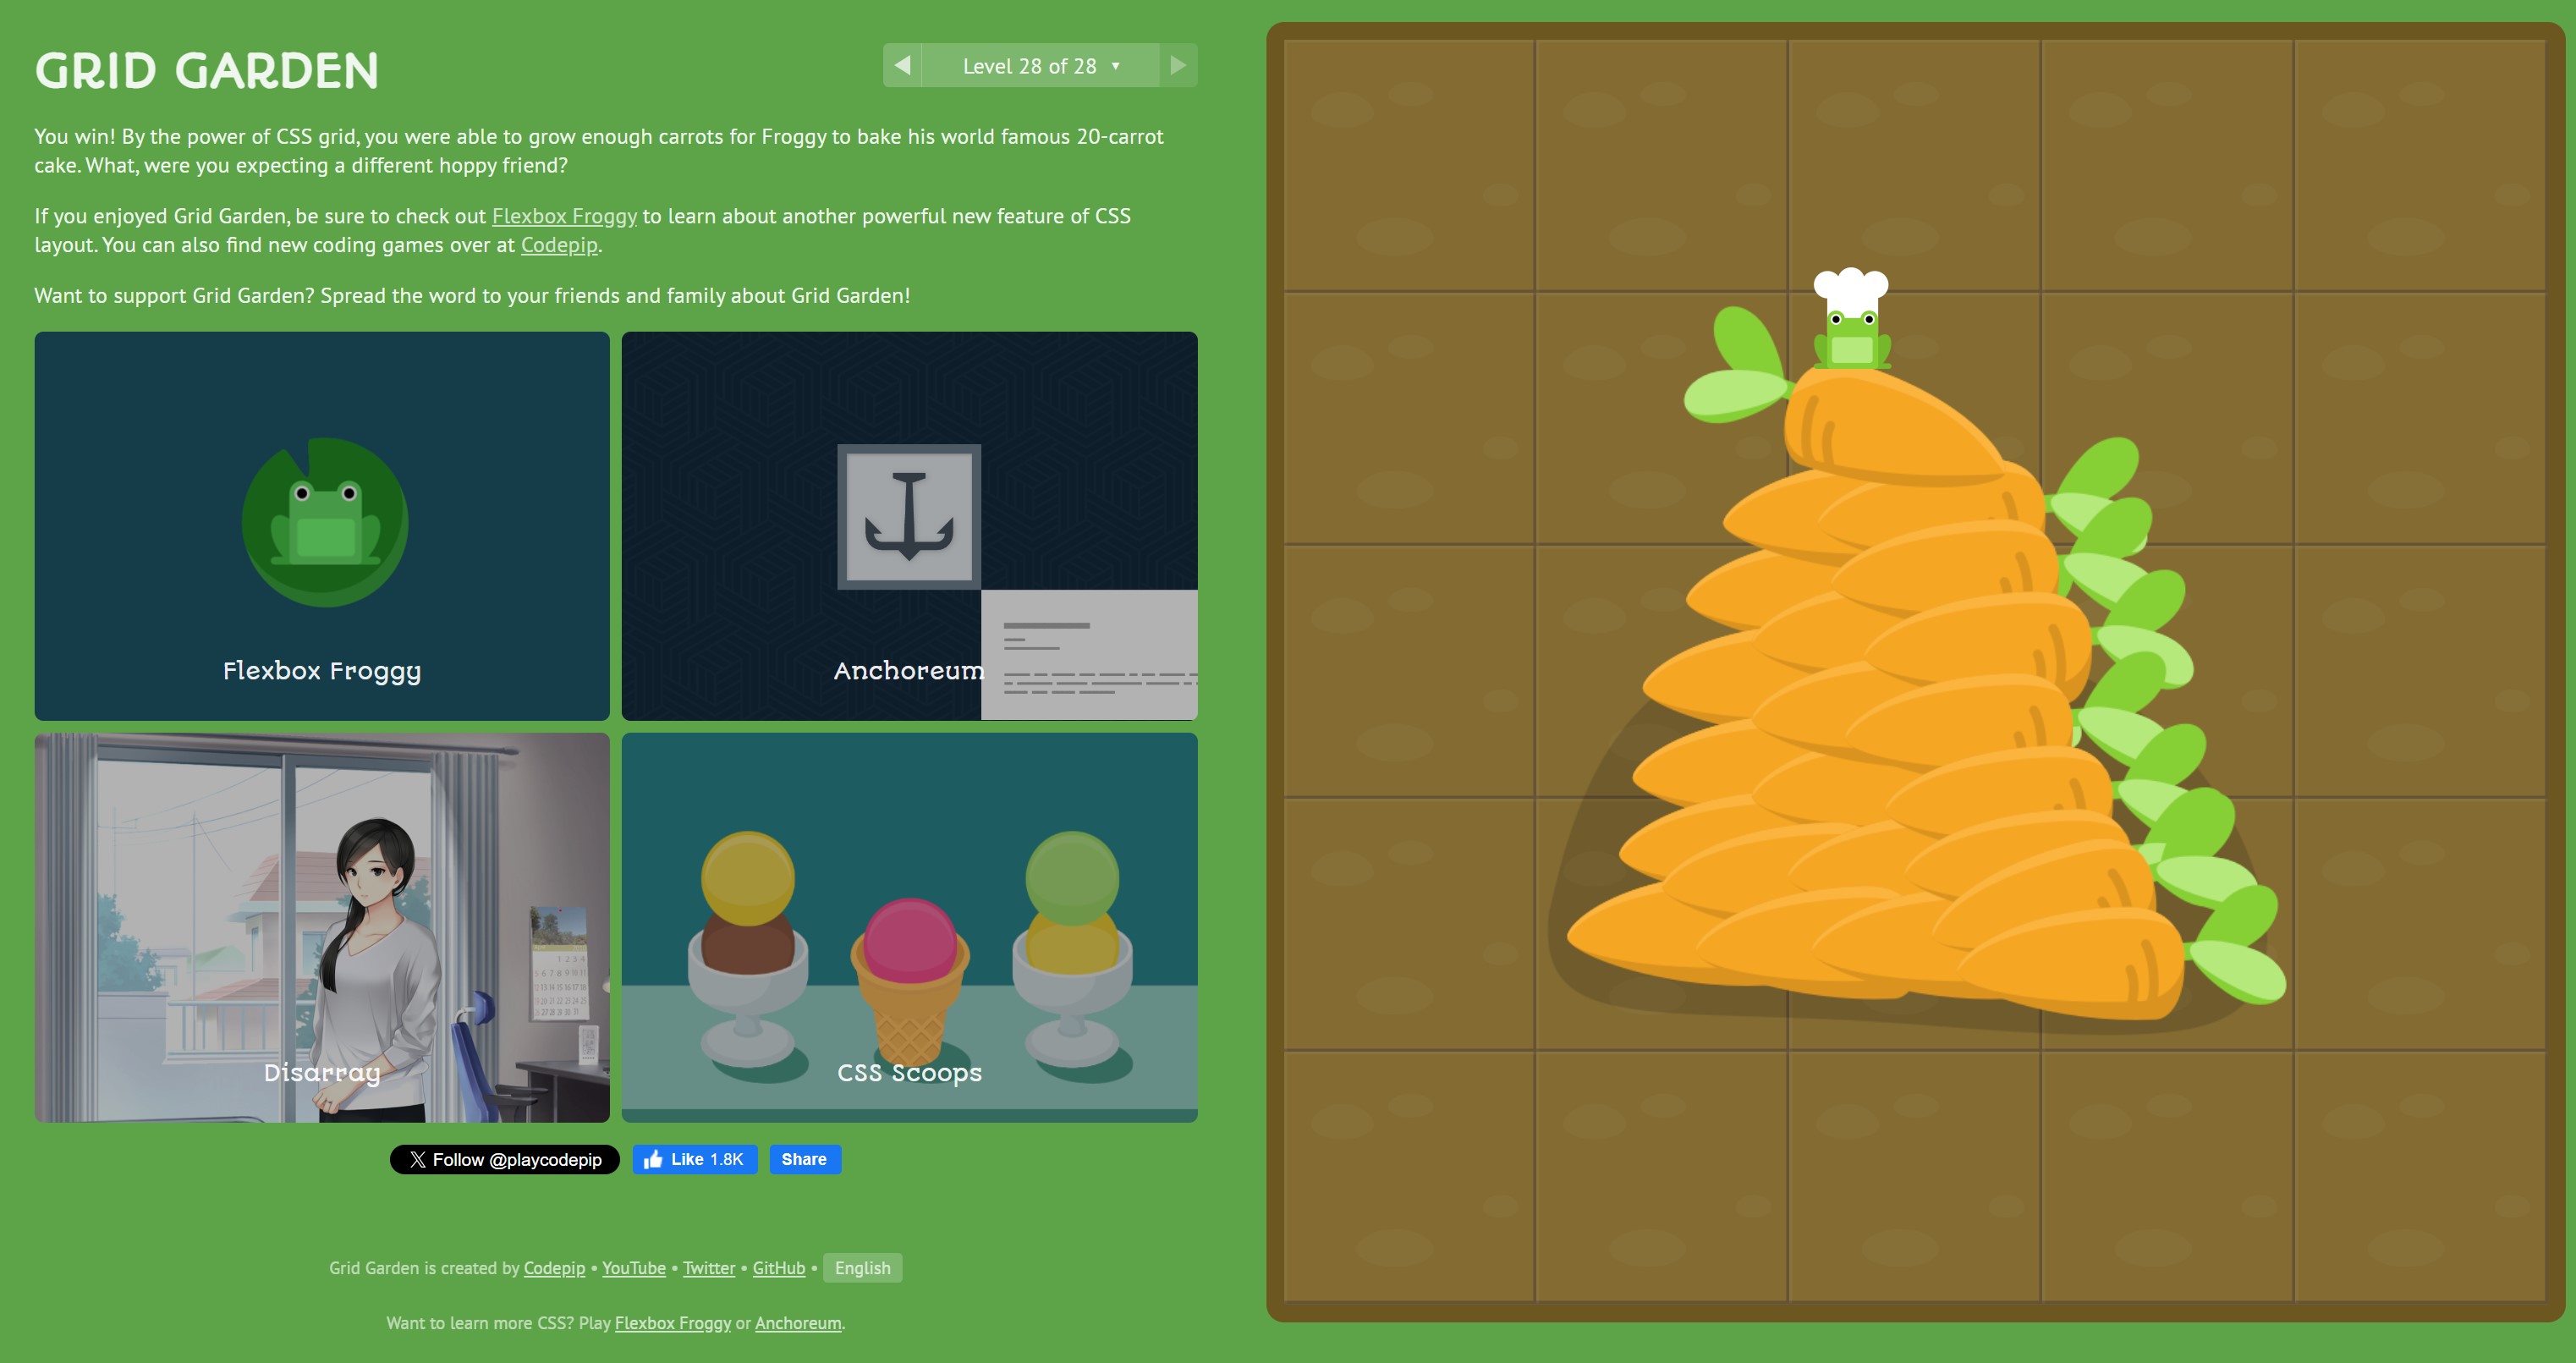 GRID GARDEN
Level 28 of 28 ▼
You win! By the power of CSS grid, you were able to grow enough carrots for Froggy to bake his world famous 20-carrot
cake. What, were you expecting a different hoppy friend?
If you enjoyed Grid Garden, be sure to check out Flexbox Froggy to learn about another powerful new feature of CSS
layout. You can also find new coding games over at Codepip.
Want to support Grid Garden? Spread the word to your friends and family about Grid Garden!
Flexbox Froggy
Anchoreum
Disarray
CSS Scoops
Follow @playcodepip
Like 1.8K
Share
Grid Garden is created by Codepip • YouTube • Twitter • GitHub • English
Want to learn more CSS? Play Flexbox Froggy or Anchoreum.